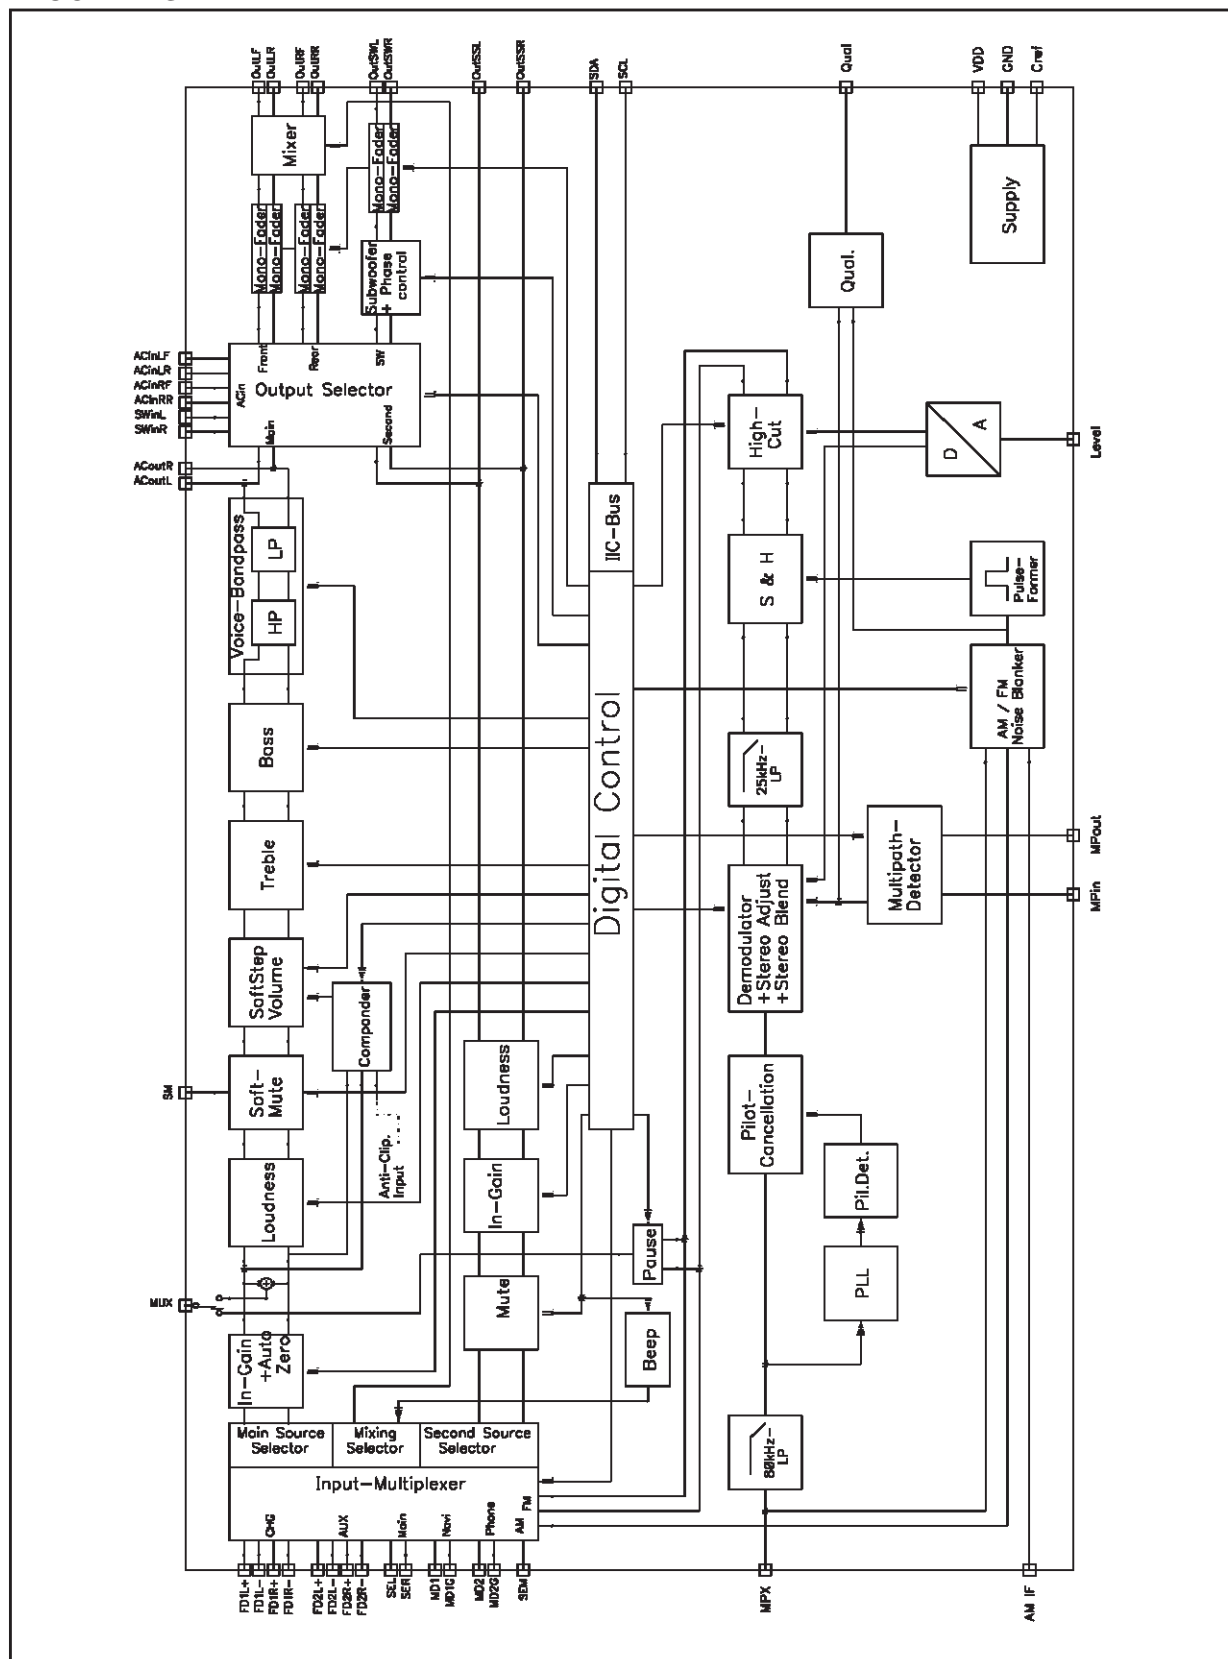 OutLF
OutLR
OutRF
OutRR
OutSWL
OutSWR
OutSSL
OutSSR
SDA
SCL
Qual
VDD
GND
Cref
Mixer
Mono-Fader
Mono-Fader
Mono-Fader
Mono-Fader
Mono-Fader
Mono-Fader
Subwoofer
+ Phase
control
Qual.
Supply
ACinLF
ACinLR
ACinRF
ACinRR
SWinL
SWinR
ACoutR
ACoutL
Front
Rear
SW
ACin
Output Selector
Main
Second
High-
Cut
D
A
Level
Voice-Bandpass
LP
HP
IIC-Bus
Digital Control
S & H
Pulse-
Former
AM / FM
Noise Blanker
Bass
25kHz-
LP
Treble
Demodulator
+Stereo Adjust
+Stereo Blend
Multipath-
Detector
MPout
MPin
SoftStep
Volume
Compander
SM
Soft-
Mute
Anti-Clip.
Input
Loudness
Loudness
In-Gain
Mute
Pilot-
Cancellation
Pil.Det.
PLL
Pause
Beep
MUX
In-Gain
+Auto
Zero
Main Source
Selector
Mixing
Selector
Second Source
Selector
Input-Multiplexer
80kHz-
LP
CHG
AUX
Main
Navi
Phone
AM
FM
FD1L+
FD1L-
FD1R+
FD1R-
FD2L+
FD2L-
FD2R+
FD2R-
SEL
SER
MD1
MD1G
MD2
MD2G
SEM
MPX
AM IF